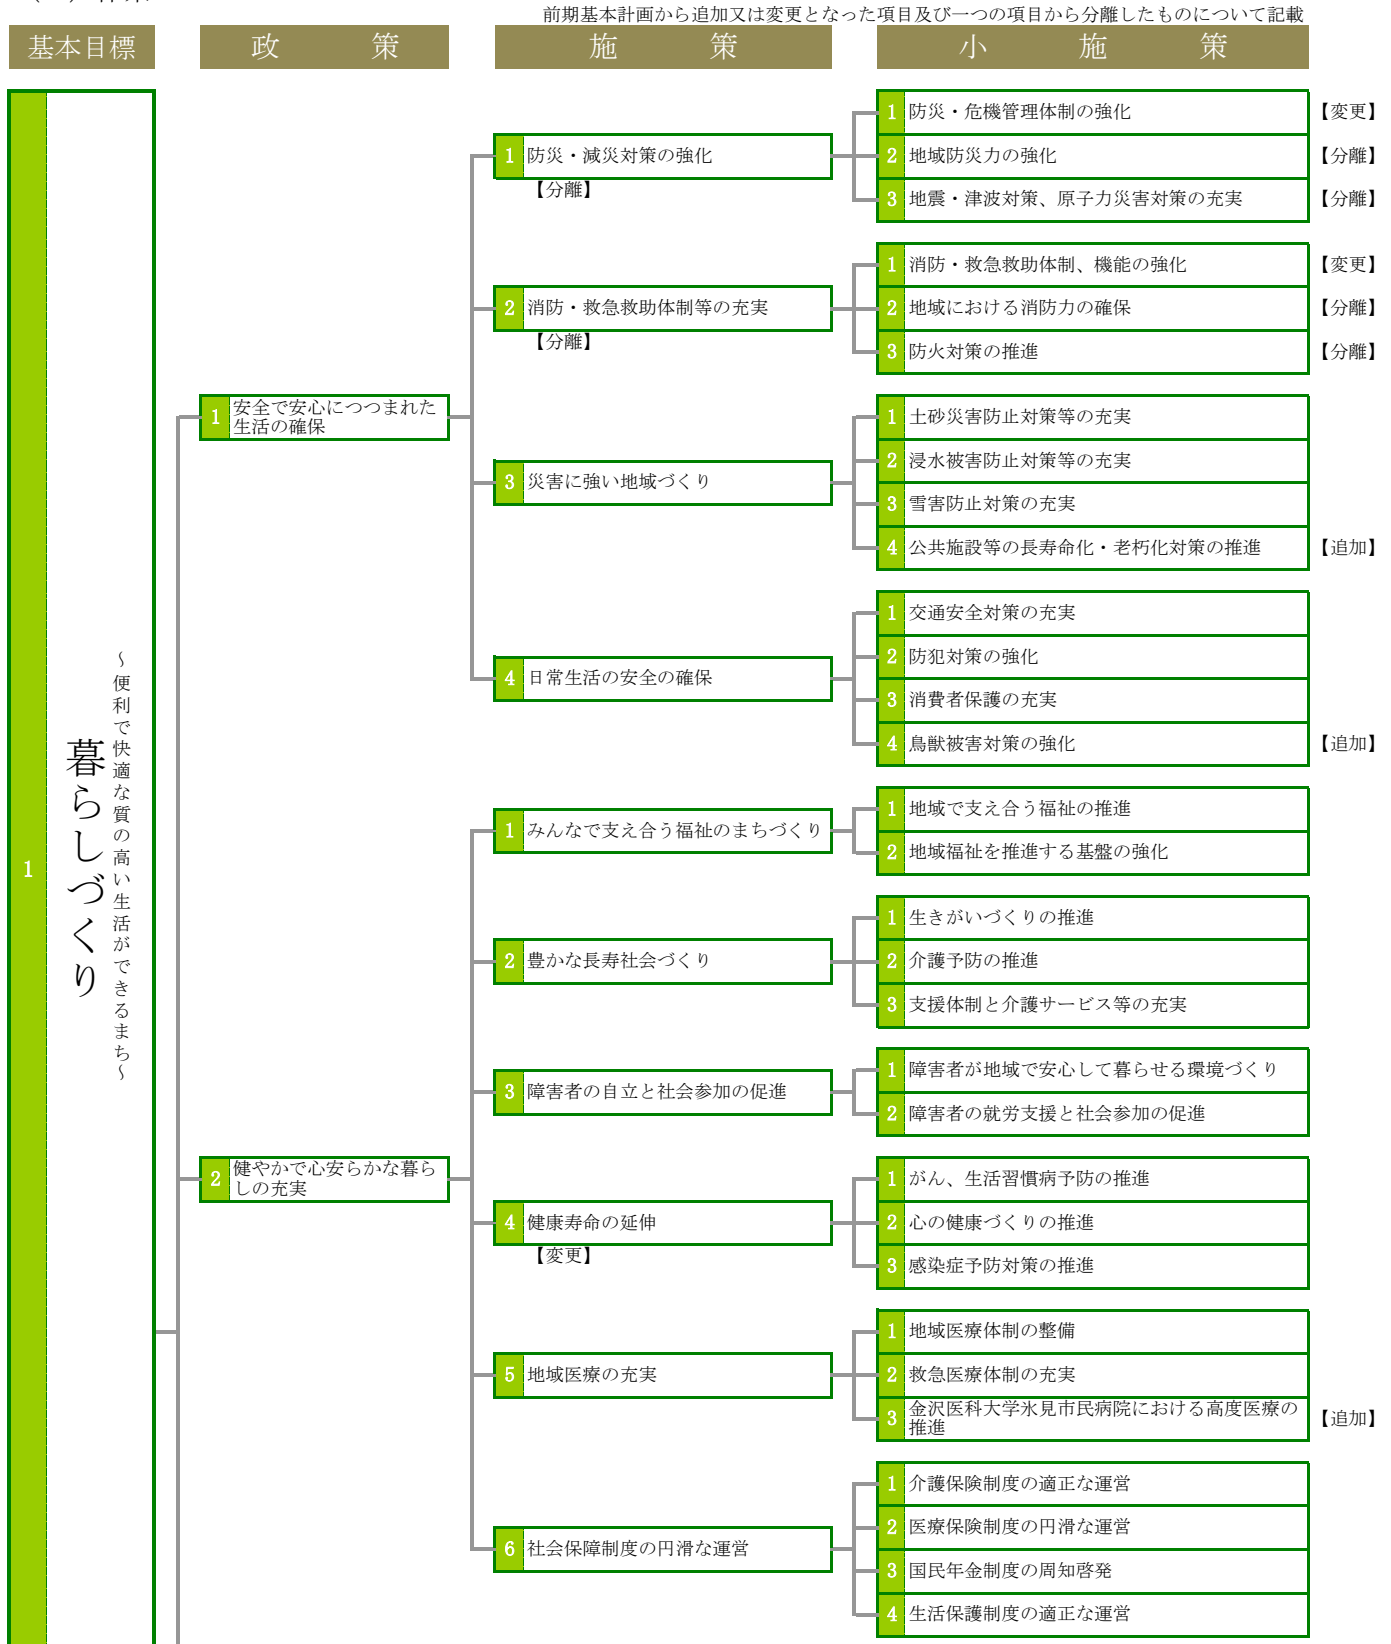 前期基本計画から追加又は変更となった項目及び一つの項目から分離したものについて記載
基本目標
政策
施策
小施策
1
暮らしづくり
～便利で快適な質の高い生活ができるまち～
1 安全で安心につつまれた
生活の確保
1 防災・減災対策の強化
【分離】
1 防災・危機管理体制の強化 【変更】
2 地域防災力の強化 【分離】
3 地震・津波対策、原子力災害対策の充実 【分離】
2 消防・救急救助体制等の充実
【分離】
1 消防・救急救助体制、機能の強化 【変更】
2 地域における消防力の確保 【分離】
3 防火対策の推進 【分離】
3 災害に強い地域づくり
1 土砂災害防止対策等の充実
2 浸水被害防止対策等の充実
3 雪害防止対策の充実
4 公共施設等の長寿命化・老朽化対策の推進 【追加】
4 日常生活の安全の確保
1 交通安全対策の充実
2 防犯対策の強化
3 消費者保護の充実
4 鳥獣被害対策の強化 【追加】
2 健やかで心安らかな暮ら
しの充実
1 みんなで支え合う福祉のまちづくり
1 地域で支え合う福祉の推進
2 地域福祉を推進する基盤の強化
2 豊かな長寿社会づくり
1 生きがいづくりの推進
2 介護予防の推進
3 支援体制と介護サービス等の充実
3 障害者の自立と社会参加の促進
1 障害者が地域で安心して暮らせる環境づくり
2 障害者の就労支援と社会参加の促進
4 健康寿命の延伸
【変更】
1 がん、生活習慣病予防の推進
2 心の健康づくりの推進
3 感染症予防対策の推進
5 地域医療の充実
1 地域医療体制の整備
2 救急医療体制の充実
3 金沢医科大学氷見市民病院における高度医療の
推進 【追加】
6 社会保障制度の円滑な運営
1 介護保険制度の適正な運営
2 医療保険制度の円滑な運営
3 国民年金制度の周知啓発
4 生活保護制度の適正な運営